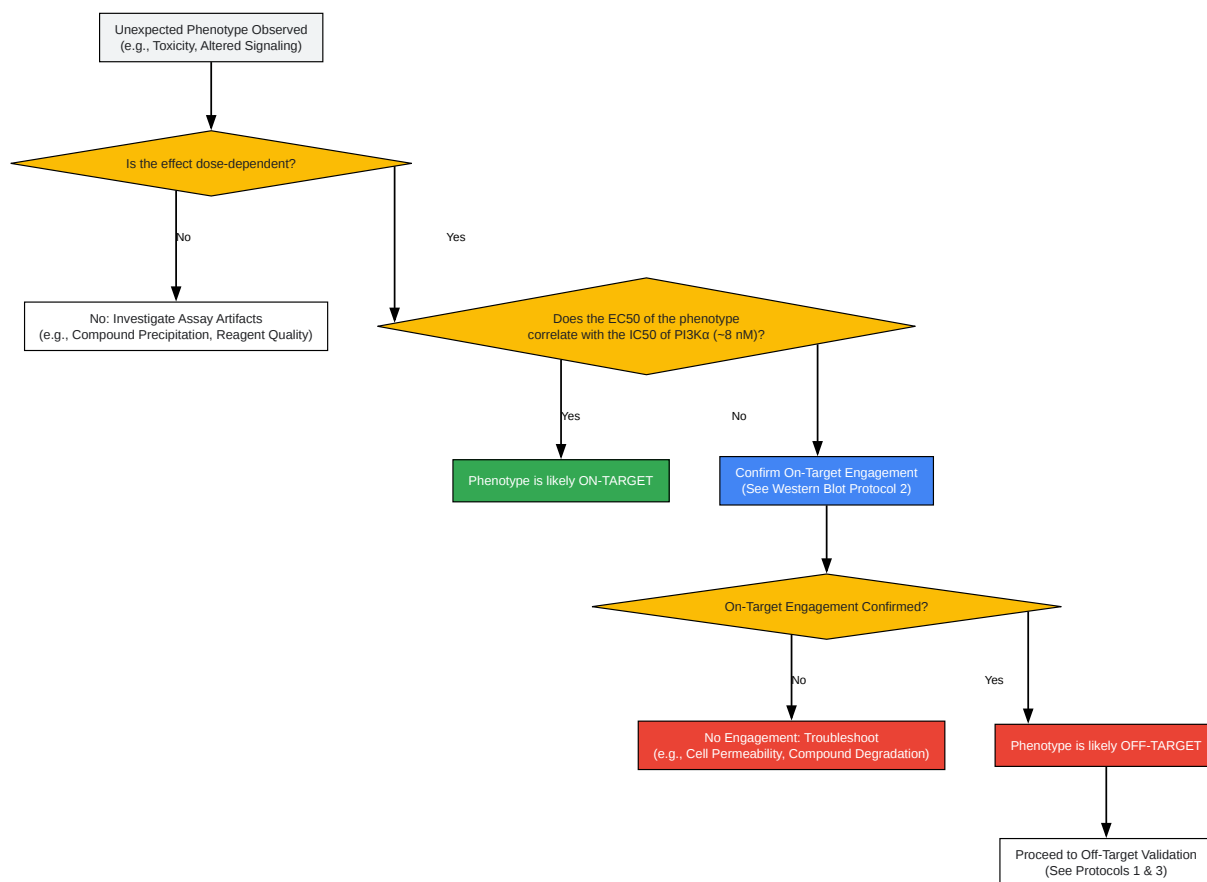 Unexpected Phenotype Observed
(e.g., Toxicity, Altered Signaling)
Is the effect dose-dependent?
No
Yes
No: Investigate Assay Artifacts
(e.g., Compound Precipitation, Reagent Quality)
Does the EC50 of the phenotype
correlate with the IC50 of PI3Kα (~8 nM)?
Yes
No
Phenotype is likely ON-TARGET
Confirm On-Target Engagement
(See Western Blot Protocol 2)
On-Target Engagement Confirmed?
No
Yes
No Engagement: Troubleshoot
(e.g., Cell Permeability, Compound Degradation)
Phenotype is likely OFF-TARGET
Proceed to Off-Target Validation
(See Protocols 1 & 3)